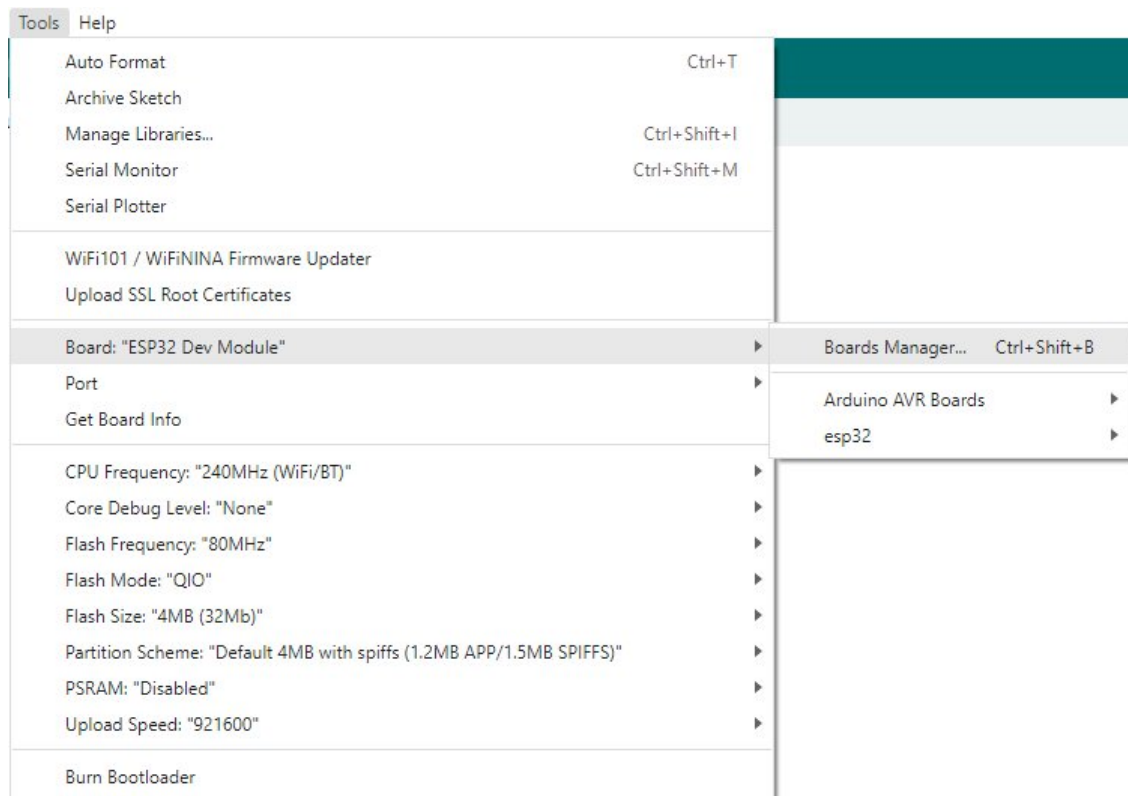 Tools Help
Auto Format Ctrl+T
Archive Sketch
Manage Libraries... Ctrl+Shift+I
Serial Monitor Ctrl+Shift+M
Serial Plotter
WiFi101 / WiFiNINA Firmware Updater
Upload SSL Root Certificates
Board: "ESP32 Dev Module"
Boards Manager... Ctrl+Shift+B
Port
Arduino AVR Boards
Get Board Info
esp32
CPU Frequency: "240MHz (WiFi/BT)"
Core Debug Level: "None"
Flash Frequency: "80MHz"
Flash Mode: "QIO"
Flash Size: "4MB (32Mb)"
Partition Scheme: "Default 4MB with spiffs (1.2MB APP/1.5MB SPIFFS)"
PSRAM: "Disabled"
Upload Speed: "921600"
Burn Bootloader